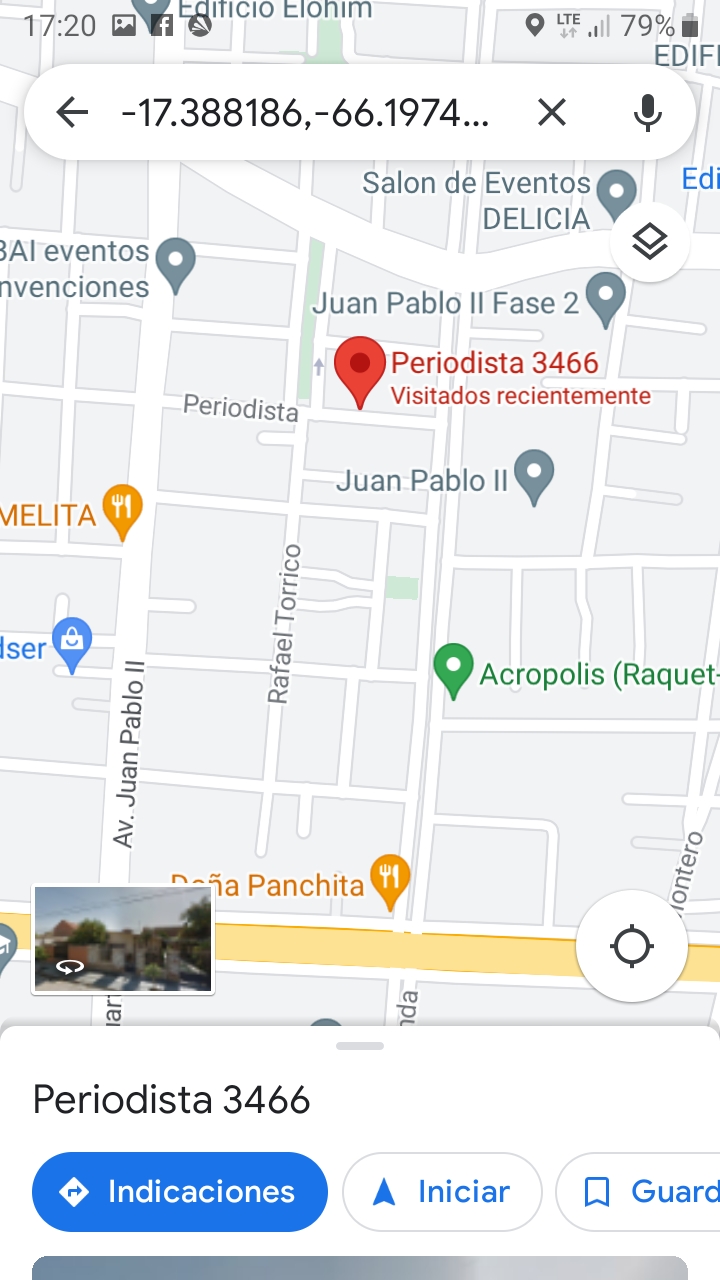 17:20
LTE
79%
Edificio Elohim
EDIFI
-17.388186,-66.1974...
Salon de Eventos
DELICIA
Edi
BAI eventos
nvenciones
Juan Pablo II Fase 2
Periodista 3466
Visitados recientemente
Periodista
Juan Pablo II
MELITA
Rafael Torrico
dser
Av. Juan Pablo II
Acropolis (Raquet-
Doña Panchita
Montero
nda
Periodista 3466
Indicaciones
Iniciar
Guard